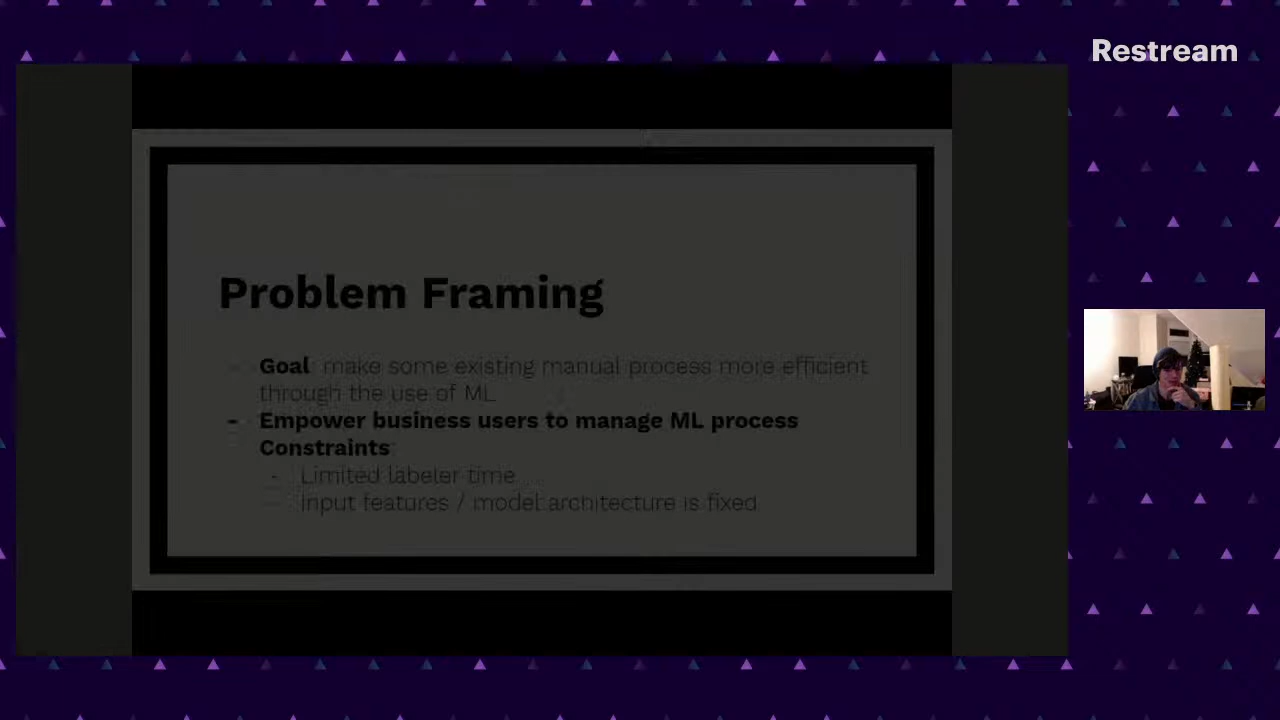 Restream
Problem Framing
- Goal: make some existing manual process more efficient
through the use of ML
- Empower business users to manage ML process
Constraints
- Limited labeler time
- Input features / model architecture is fixed